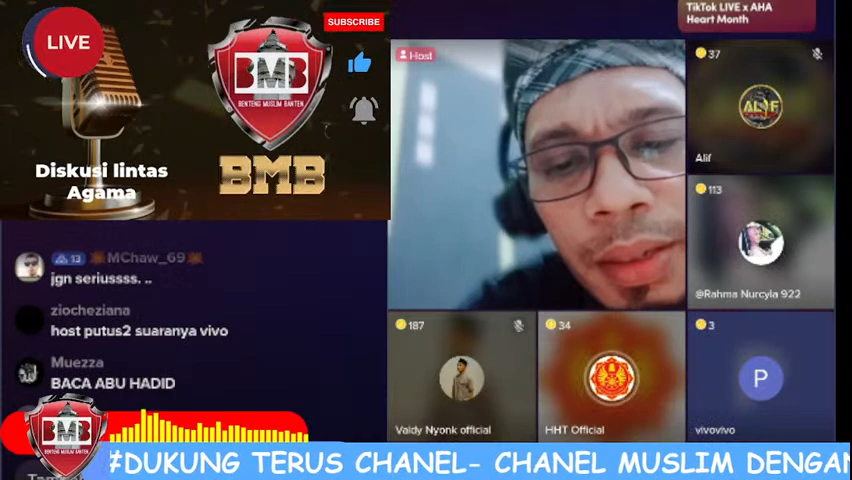 LIVE
SUBSCRIBE
BMB
BENTENG MUSLIM BANTEN
BMB
Diskusi lintas
Agama
TikTok LIVE x AHA
Heart Month
Host
37
Alif
113
@Rahma Nurcyla 922
13 MChaw_69
jgn seriussss. ..
ziocheziana
host putus2 suaranya vivo
Muezza
BACA ABU HADID
187
Valdy Nyonk official
34
HHT Official
3
P
vivovivo
BMB
#DUKUNG TERUS CHANEL- CHANEL MUSLIM DENGAN